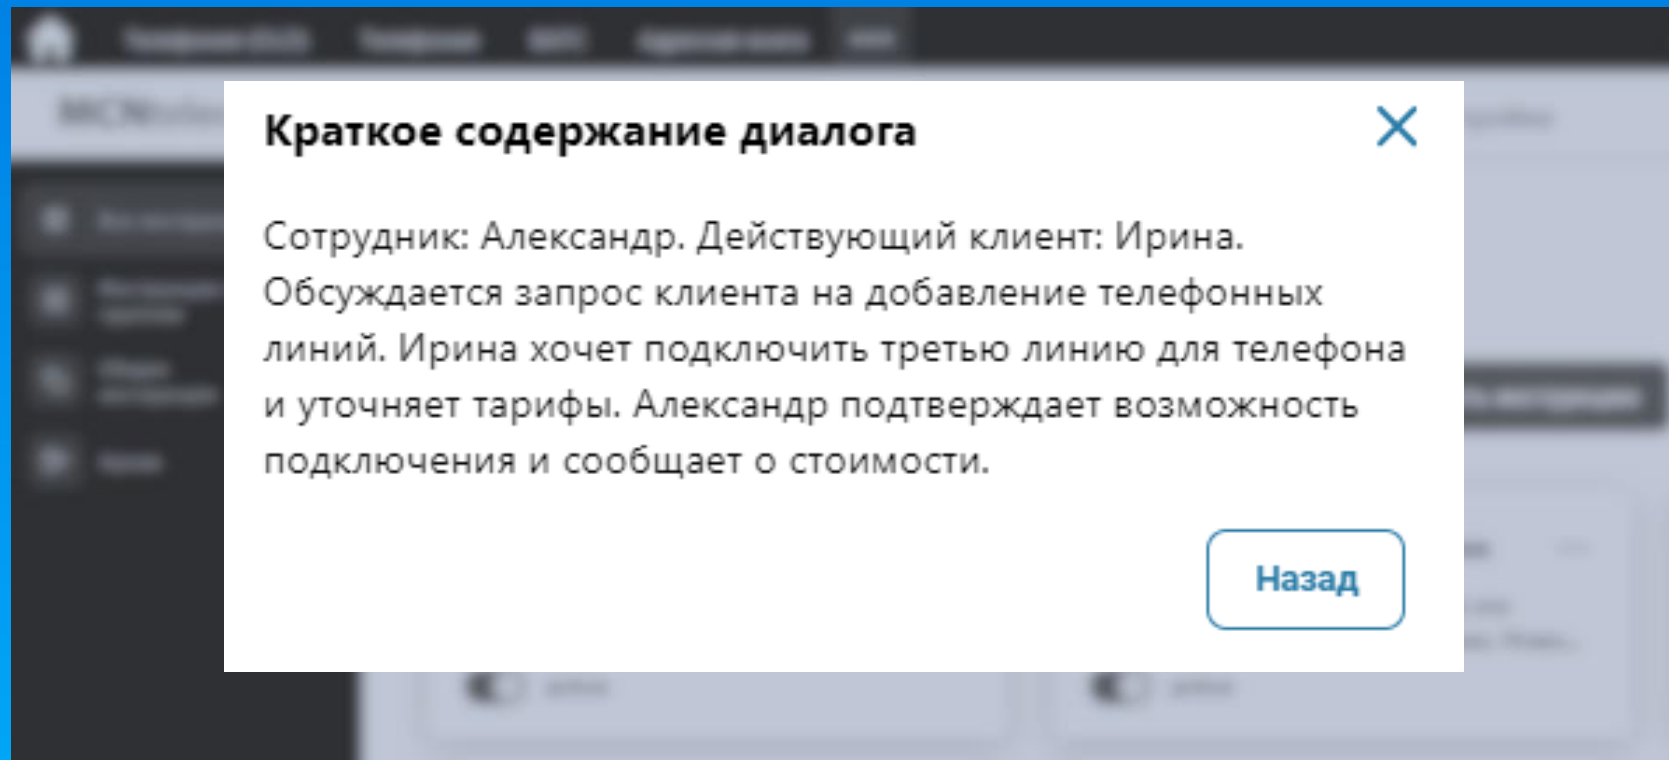 MCN
Краткое содержание диалога
Сотрудник: Александр. Действующий клиент: Ирина.
Обсуждается запрос клиента на добавление телефонных
линий. Ирина хочет подключить третью линию для телефона
и уточняет тарифы. Александр подтверждает возможность
подключения и сообщает о стоимости.
Назад